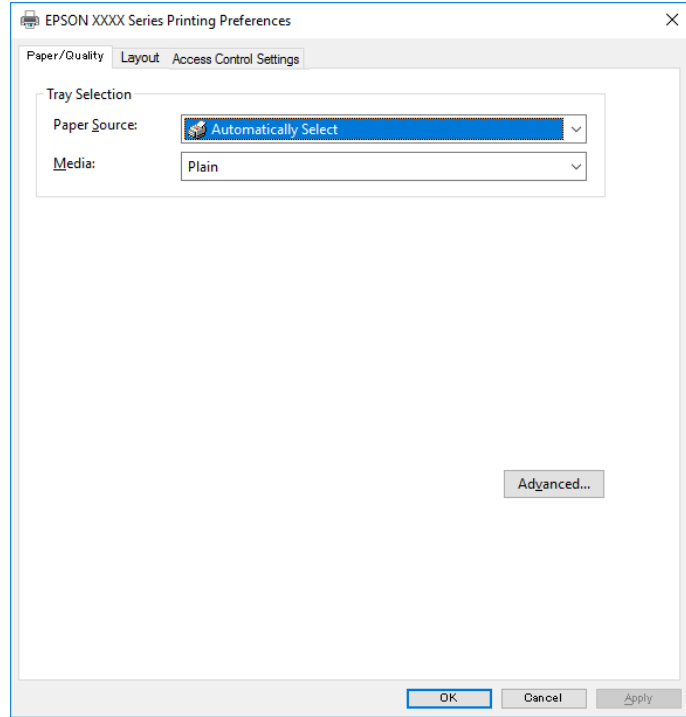 EPSON XXXX Series Printing Preferences
Paper/Quality Layout Access Control Settings
Tray Selection
Paper Source: Automatically Select
Media: Plain
Advanced...
OK Cancel Apply